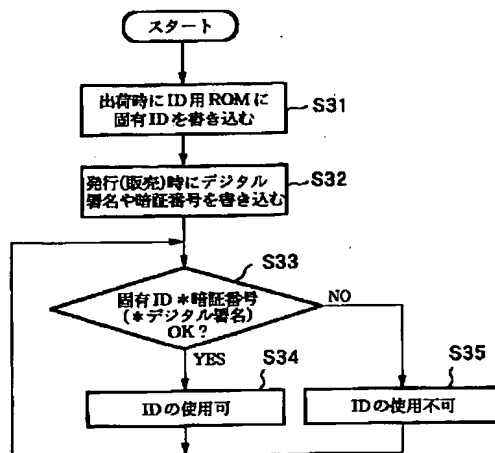 スタート
出荷時にID用ROMに
固有IDを書き込む
S31
発行(販売)時にデジタル
署名や暗証番号を書き込む
S32
S33
固有ID＊暗証番号
(＊デジタル署名)
OK?
NO
YES
S34
S35
IDの使用可
IDの使用不可